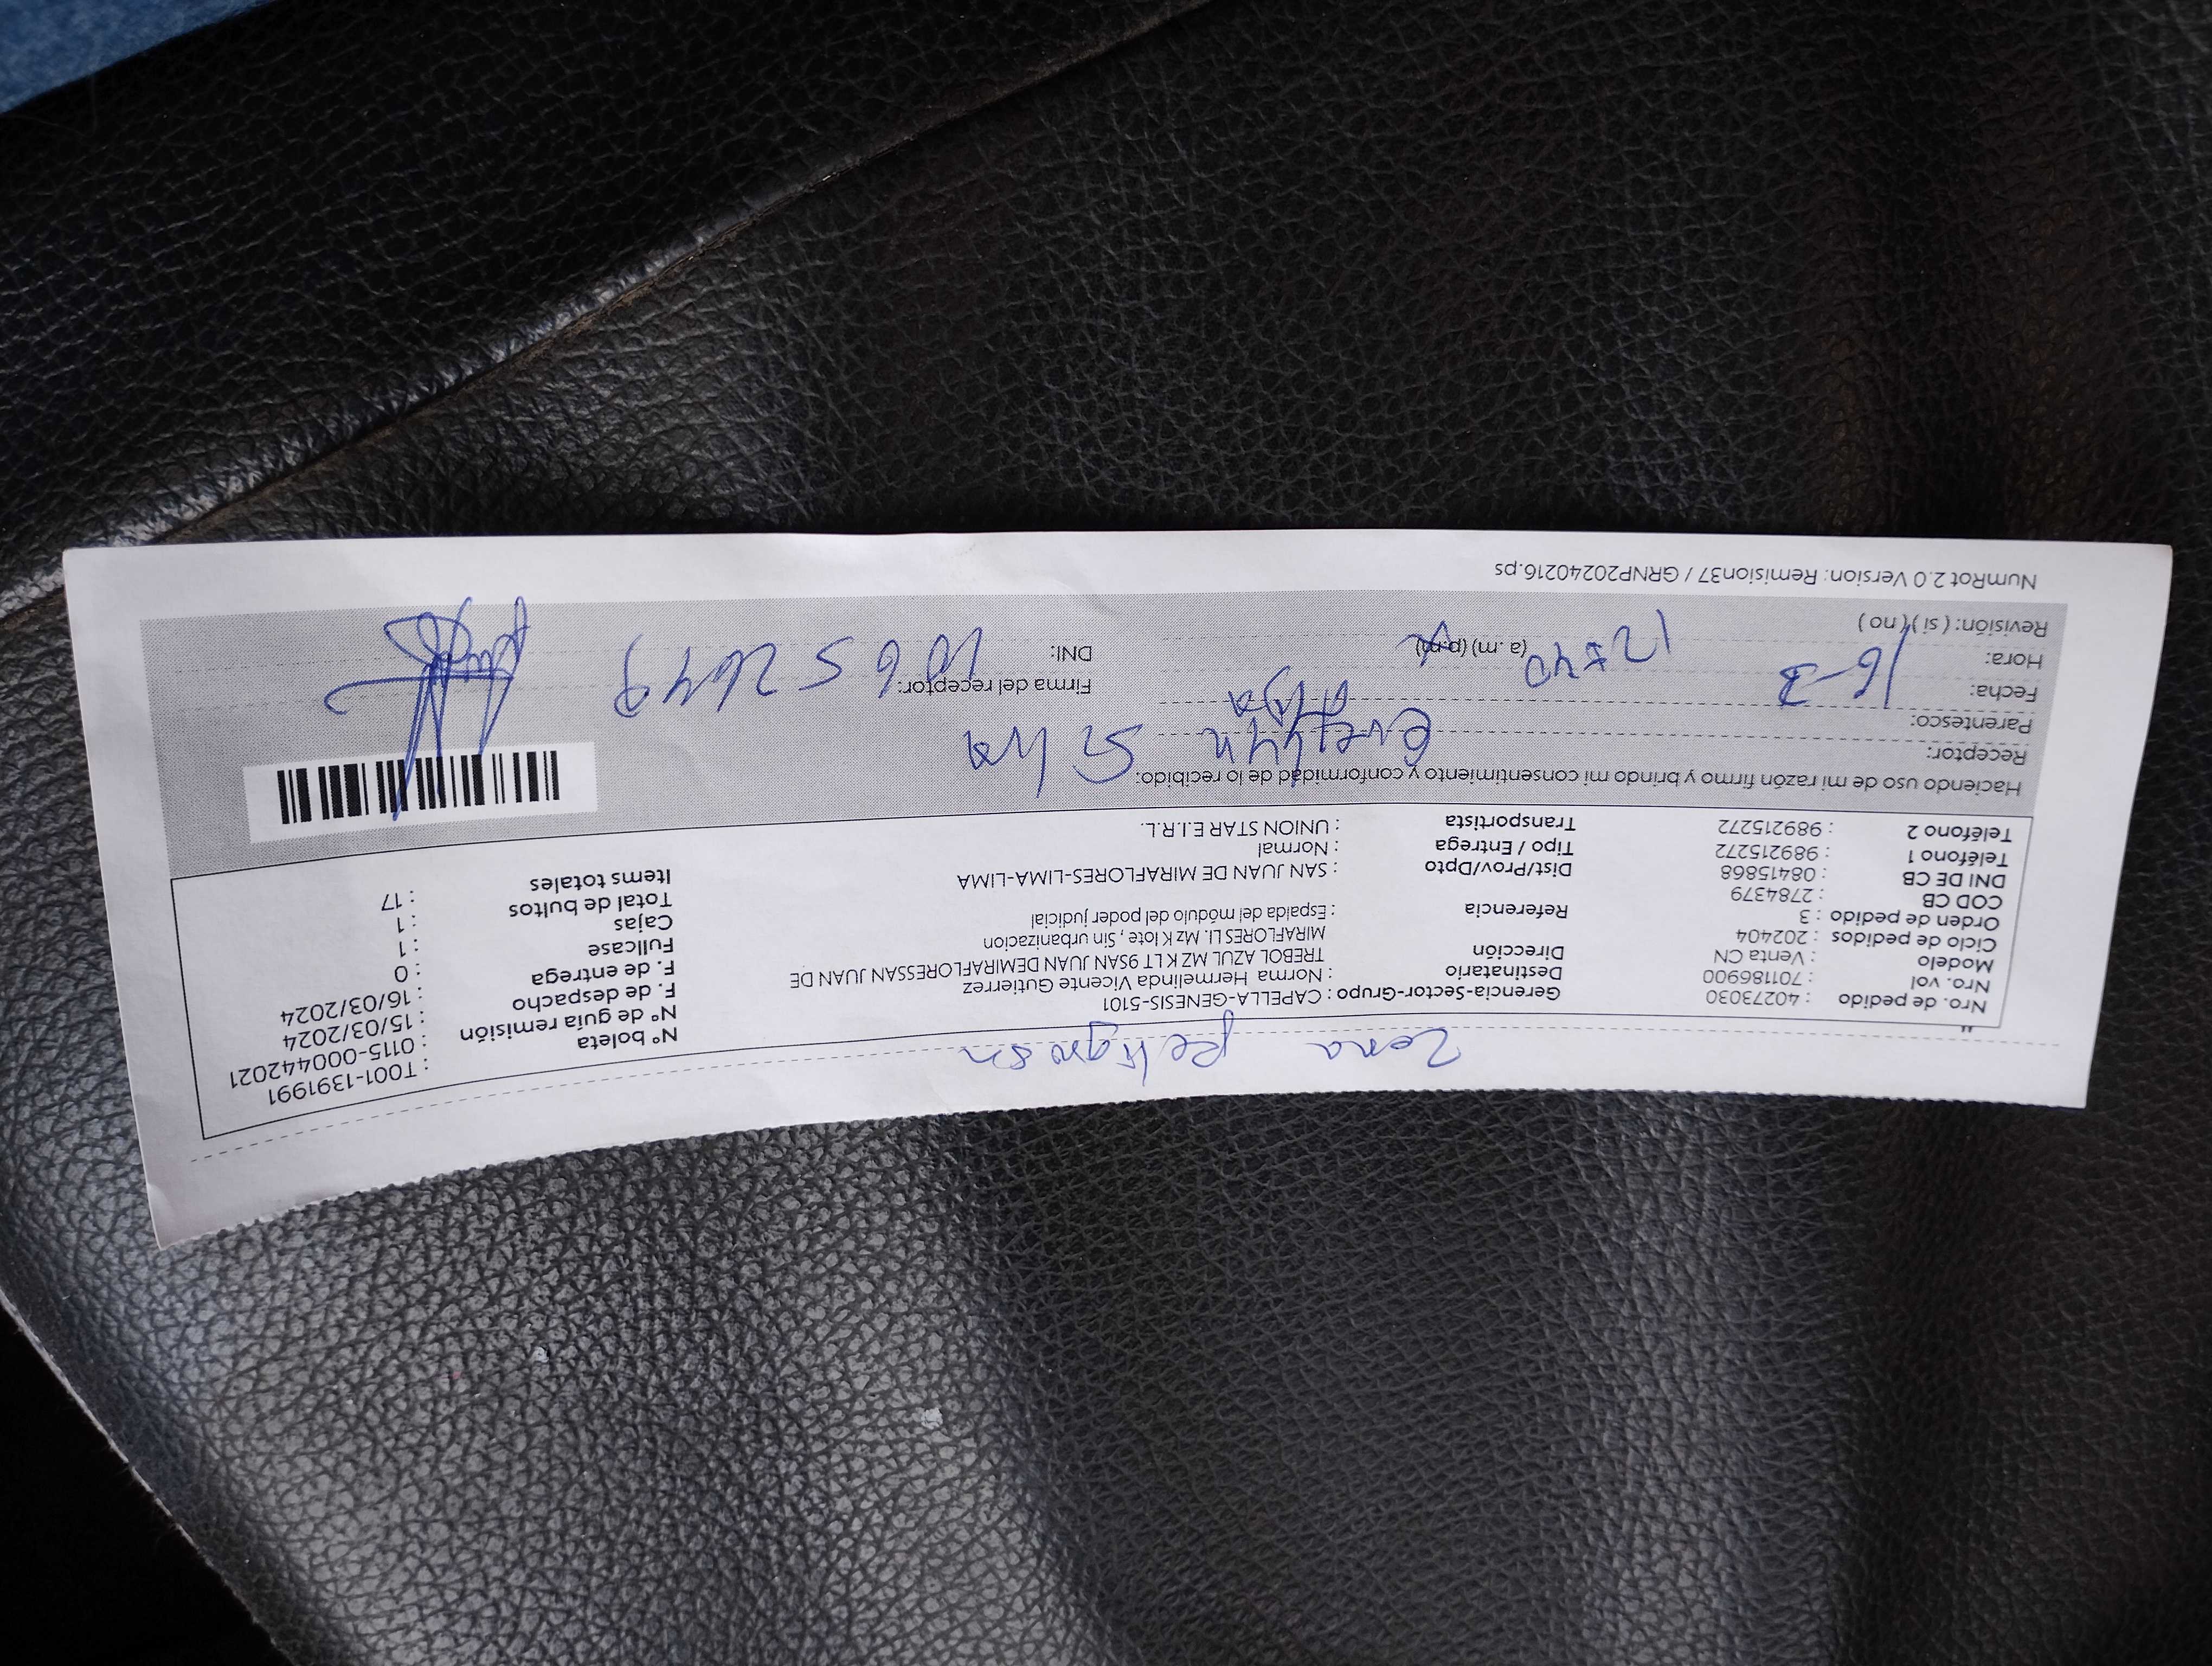 Zona Peligrosa
Nro. de pedido : 40273030
Nro. vol : 701186900
Modelo : Venta CN
Ciclo de pedidos : 202404
Orden de pedido : 3
COD CB : 2784379
DNI DE CB : 08415868
Teléfono 1 : 989215272
Teléfono 2 : 989215272
Gerencia-Sector-Grupo : CAPELLA-GENESIS-5101
Destinatario : Norma Hermelinda Vicente Gutierrez
Dirección TREBOL AZUL MZ K LT 9SAN JUAN DEMIRAFLORESSAN JUAN DE
MIRAFLORES LI. Mz K lote , Sin urbanizacion
Referencia : Espalda del módulo del poder judicial
Dist/Prov/Dpto : SAN JUAN DE MIRAFLORES-LIMA-LIMA
Tipo / Entrega : Normal
Transportista : UNION STAR E.I.R.L.
Nº boleta : T001-1391991
Nº de guía remisión : 0115-000442021
F. de despacho : 15/03/2024
F. de entrega : 16/03/2024
Fullcase : 0
Cajas : 1
Total de bultos : 1
Items totales : 17
Haciendo uso de mi razón firmo y brindo mi consentimiento y conformidad de lo recibido:
Receptor: Evelyn Silva
Parentesco: Hija
Fecha: 16-3
Hora: 12:40 (a .m) (p.m)
Revisión: ( si ) ( no )
Firma del receptor:
DNI: 10652649
NumRot 2.0 Version: Remision37 / GRNP20240216.ps